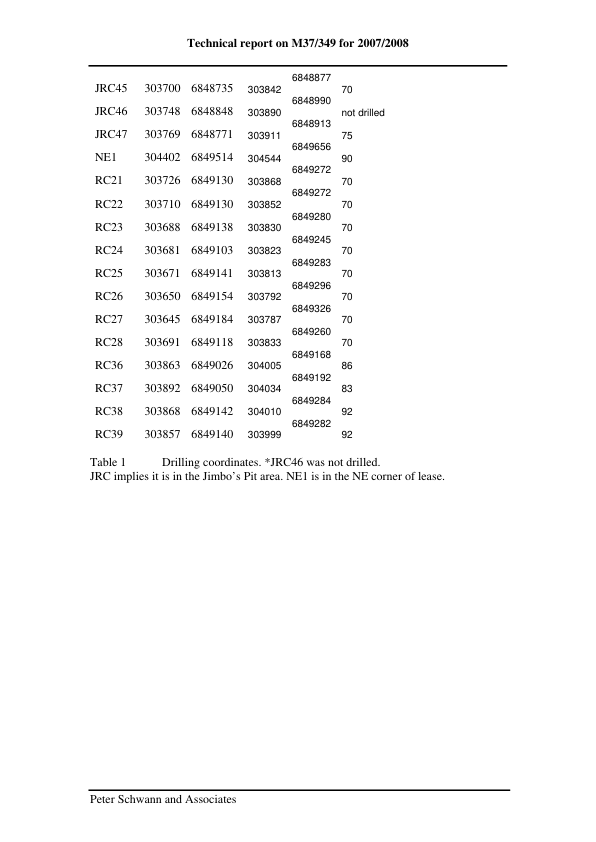 Technical report on M37/349 for 2007/2008
JRC45 303700 6848735 303842 6848877 70
JRC46 303748 6848848 303890 6848990 not drilled
JRC47 303769 6848771 303911 6848913 75
NE1 304402 6849514 304544 6849656 90
RC21 303726 6849130 303868 6849272 70
RC22 303710 6849130 303852 6849272 70
RC23 303688 6849138 303830 6849280 70
RC24 303681 6849103 303823 6849245 70
RC25 303671 6849141 303813 6849283 70
RC26 303650 6849154 303792 6849296 70
RC27 303645 6849184 303787 6849326 70
RC28 303691 6849118 303833 6849260 70
RC36 303863 6849026 304005 6849168 86
RC37 303892 6849050 304034 6849192 83
RC38 303868 6849142 304010 6849284 92
RC39 303857 6849140 303999 6849282 92
Table 1 Drilling coordinates. *JRC46 was not drilled.
JRC implies it is in the Jimbo's Pit area. NE1 is in the NE corner of lease.
Peter Schwann and Associates